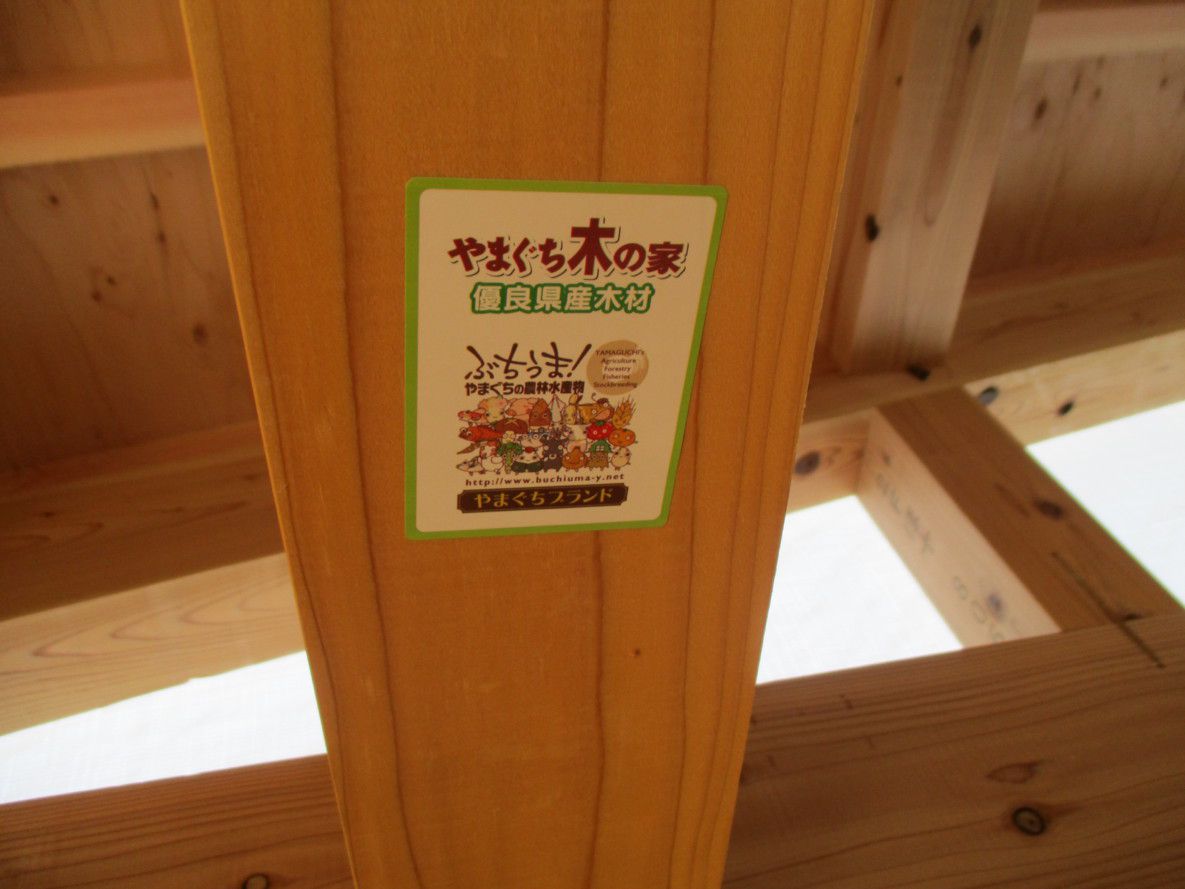 やまぐち木の家
優良県産木材
ぶちうま!
やまぐちの農林水産物
YAMAGUCHI's
Agriculture
Forestry
Fisheries
StockBreeding
http://www.buchiuma-y.net
やまぐちブランド